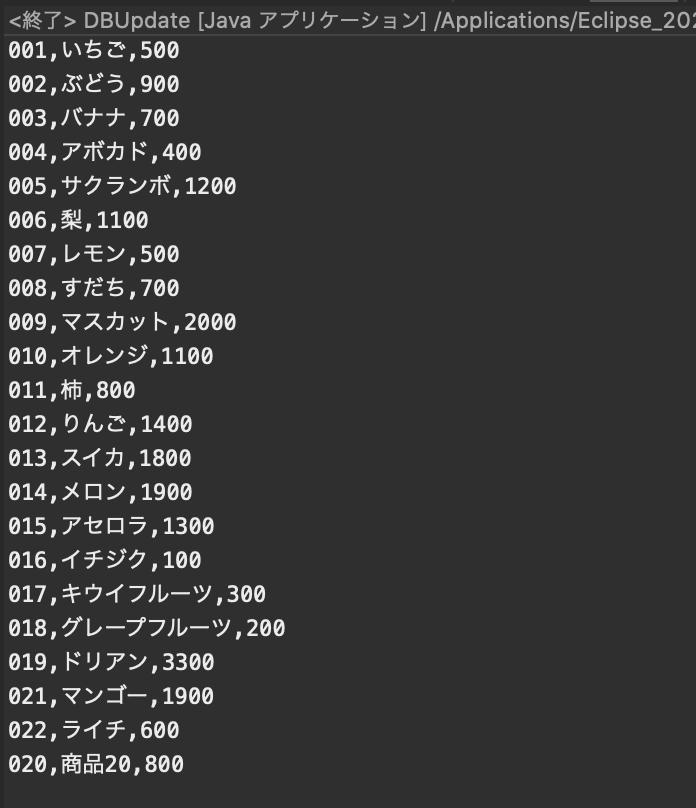 <終了> DBUpdate [Java アプリケーション] /Applications/Eclipse_202
001,いちご,500
002,ぶどう,900
003,バナナ,700
004,アボカド,400
005,サクランボ,1200
006,梨,1100
007,レモン,500
008,すだち,700
009,マスカット,2000
010,オレンジ,1100
011,柿,800
012,りんご,1400
013,スイカ,1800
014,メロン,1900
015,アセロラ,1300
016,イチジク,100
017,キウイフルーツ,300
018,グレープフルーツ,200
019,ドリアン,3300
021,マンゴー,1900
022,ライチ,600
020,商品20,800